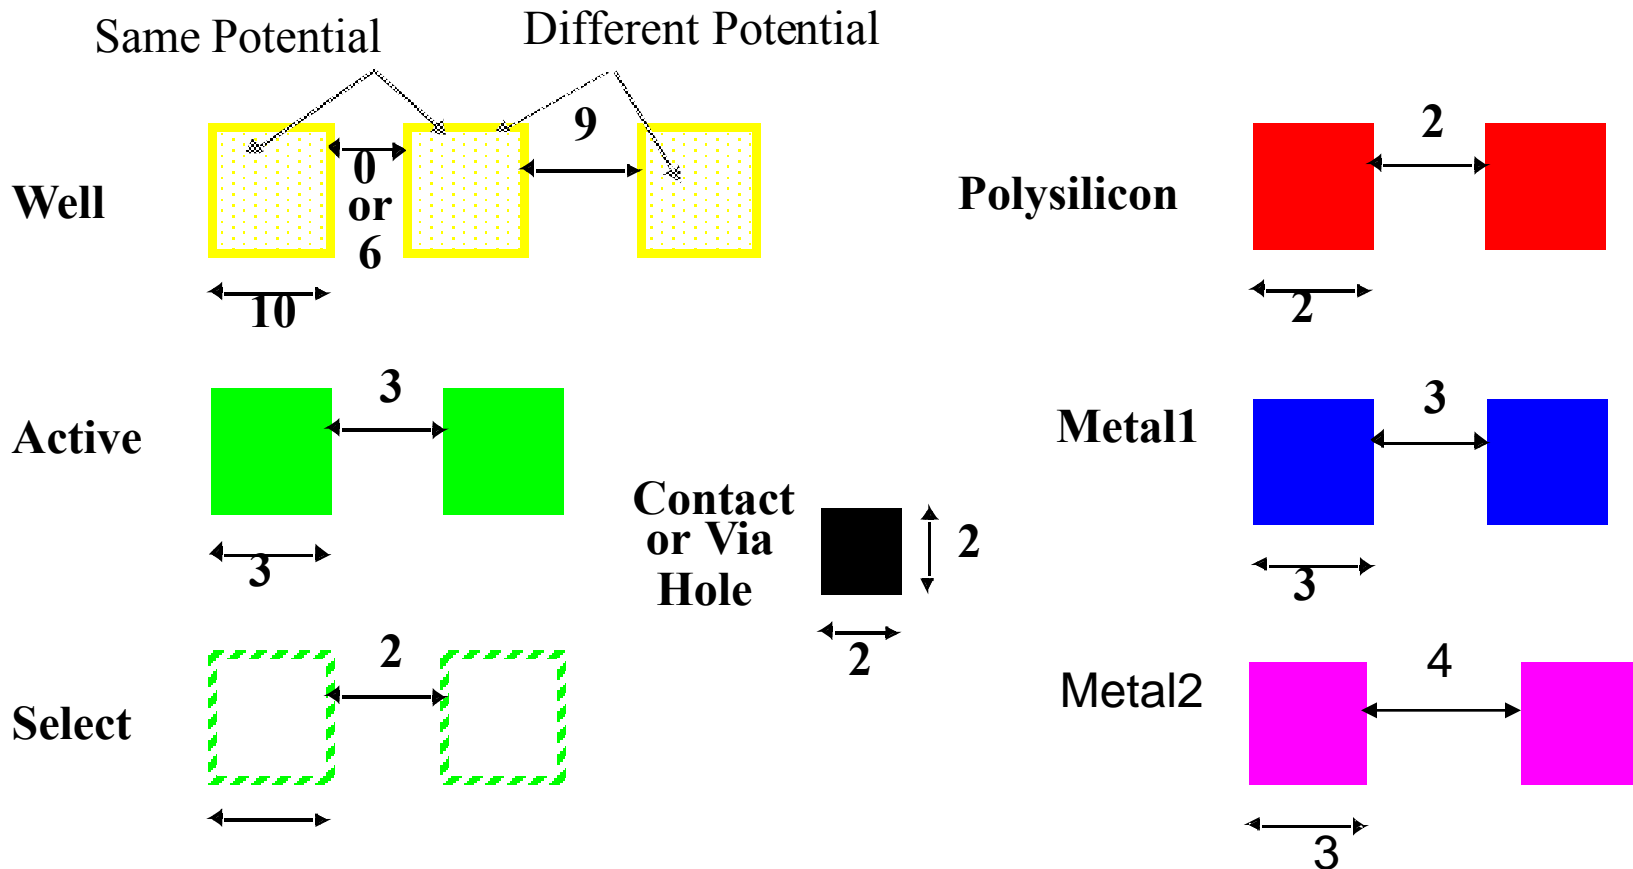 Same Potential
Different Potential
Well
0
or
6
9
10
Polysilicon
2
2
Active
3
3
Contact
or Via
Hole
2
2
Metal1
3
3
Select
2
Metal2
4
3